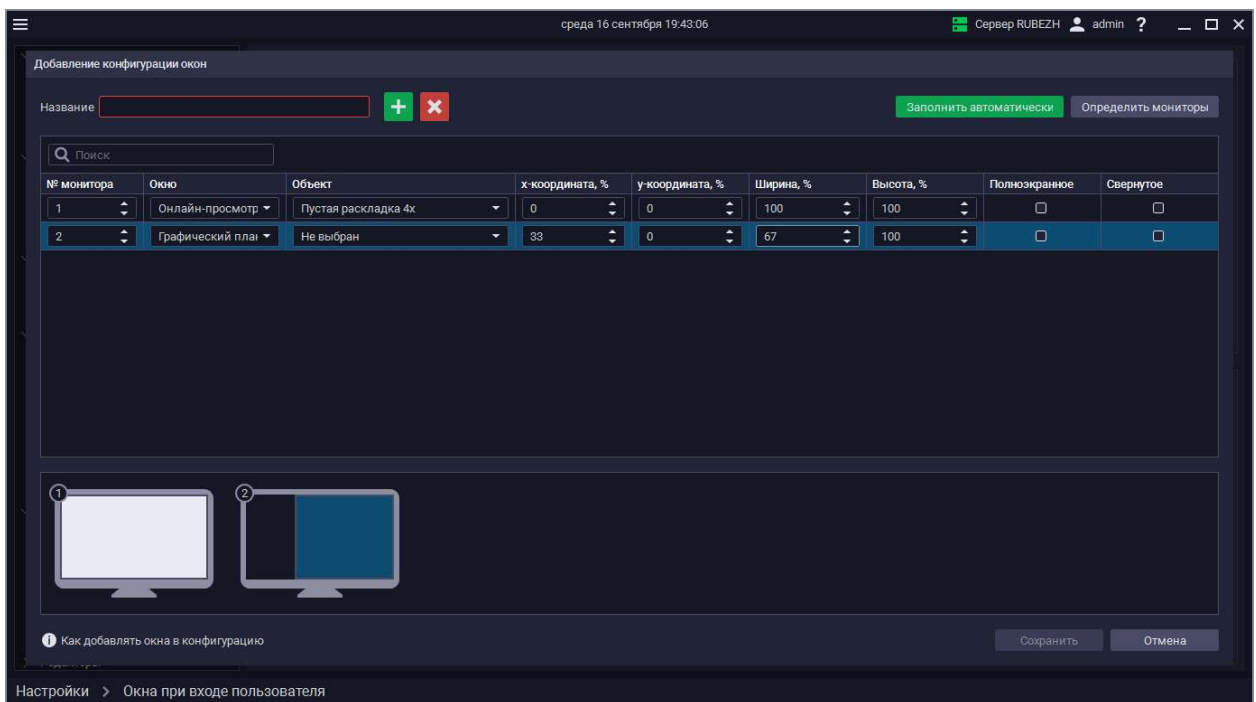 среда 16 сентября 19:43:06 Сервер RUBEZH admin ?
Добавление конфигурации окон
Название Заполнить автоматически Определить мониторы
Поиск
№ монитора Окно Объект x-координата, % y-координата, % Ширина, % Высота, % Полноэкранное Свернутое
1 Онлайн-просмотр Пустая раскладка 4x 0 0 100 100
2 Графический план Не выбран 33 0 67 100
1 2
Как добавлять окна в конфигурацию Сохранить Отмена
Настройки > Окна при входе пользователя